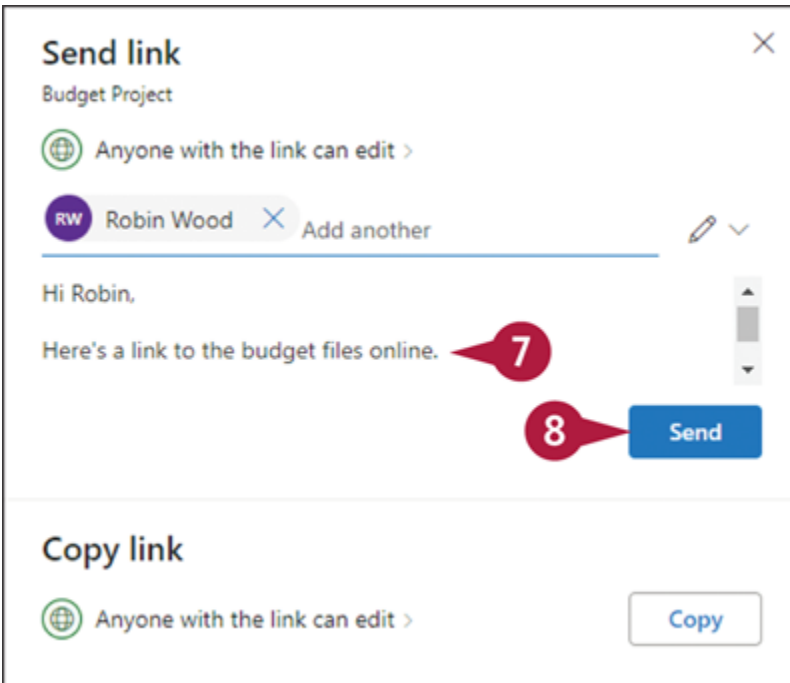 Send link
Budget Project
Anyone with the link can edit >
RW Robin Wood Add another
Hi Robin,
Here's a link to the budget files online. 7
8 Send
Copy link
Anyone with the link can edit > Copy